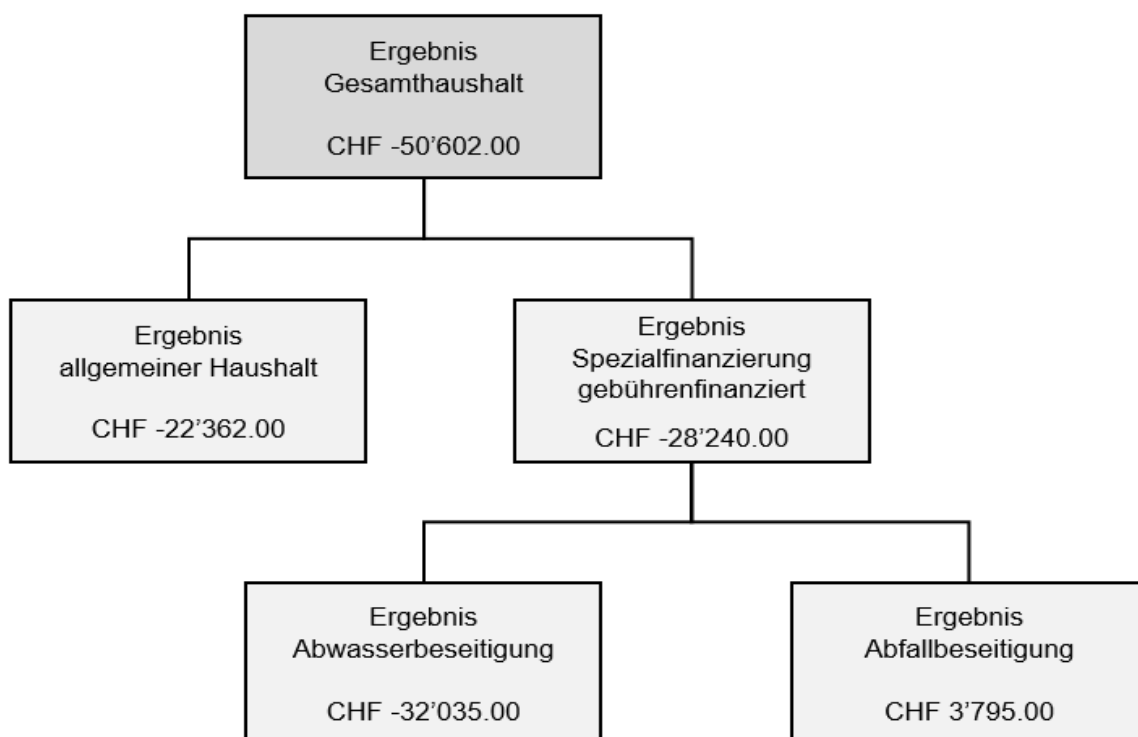 Ergebnis
Gesamthaushalt
CHF -50’602.00
Ergebnis
allgemeiner Haushalt
CHF -22’362.00
Ergebnis
Spezialfinanzierung
gebührenfinanziert
CHF -28’240.00
Ergebnis
Abwasserbeseitigung
CHF -32’035.00
Ergebnis
Abfallbeseitigung
CHF 3’795.00